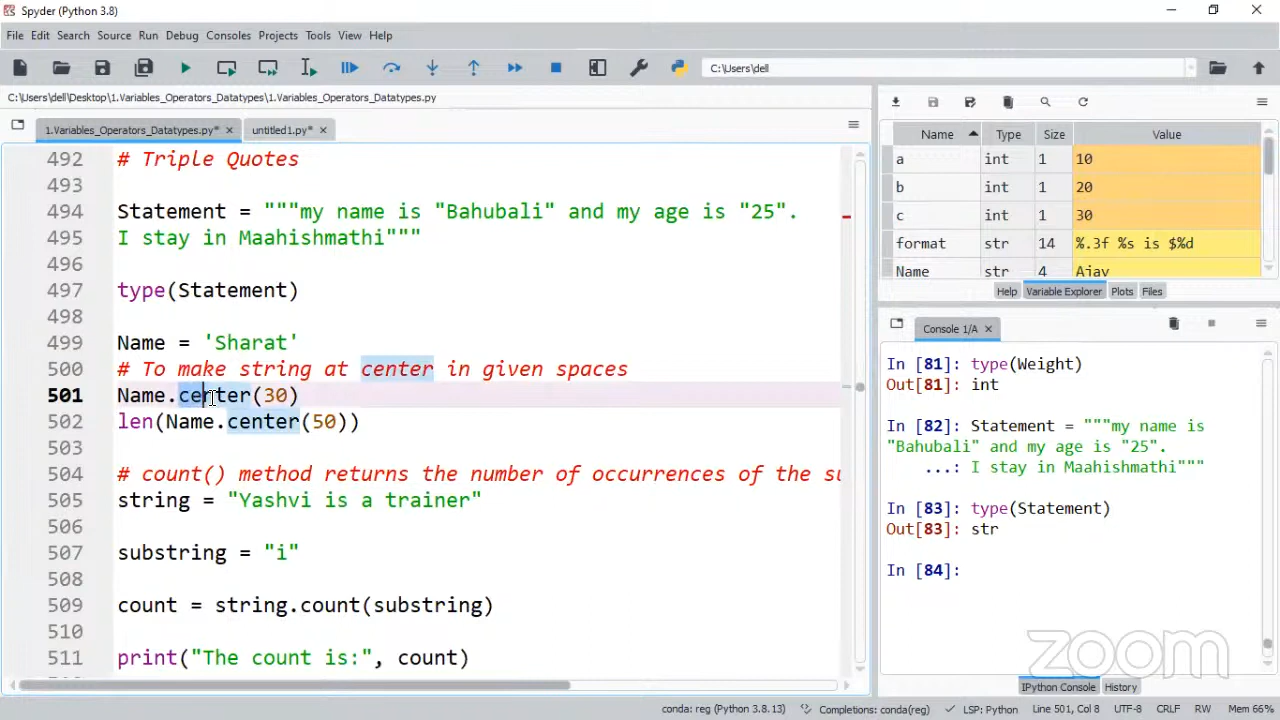 Spyder (Python 3.8)
File Edit Search Source Run Debug Consoles Projects Tools View Help
C:\Users\dell
C:\Users\dell\Desktop\1.Variables_Operators_Datatypes\1.Variables_Operators_Datatypes.py
1.Variables_Operators_Datatypes.py* untitled1.py*
492 # Triple Quotes
493
494 Statement = """my name is "Bahubali" and my age is "25".
495 I stay in Maahishmathi"""
496
497 type(Statement)
498
499 Name = 'Sharat'
500 # To make string at center in given spaces
501 Name.center(30)
502 len(Name.center(50))
503
504 # count() method returns the number of occurrences of the su
505 string = "Yashvi is a trainer"
506
507 substring = "i"
508
509 count = string.count(substring)
510
511 print("The count is:", count)
Name Type Size Value
a int 1 10
b int 1 20
c int 1 30
format str 14 %.3f %s is $%d
Name str 4 Ajay
Help Variable Explorer Plots Files
Console 1/A
In [81]: type(Weight)
Out[81]: int
In [82]: Statement = """my name is
"Bahubali" and my age is "25".
...: I stay in Maahishmathi"""
In [83]: type(Statement)
Out[83]: str
In [84]:
zoom
IPython Console History
conda: reg (Python 3.8.13) Completions: conda(reg) LSP: Python Line 501, Col 8 UTF-8 CRLF RW Mem 66%